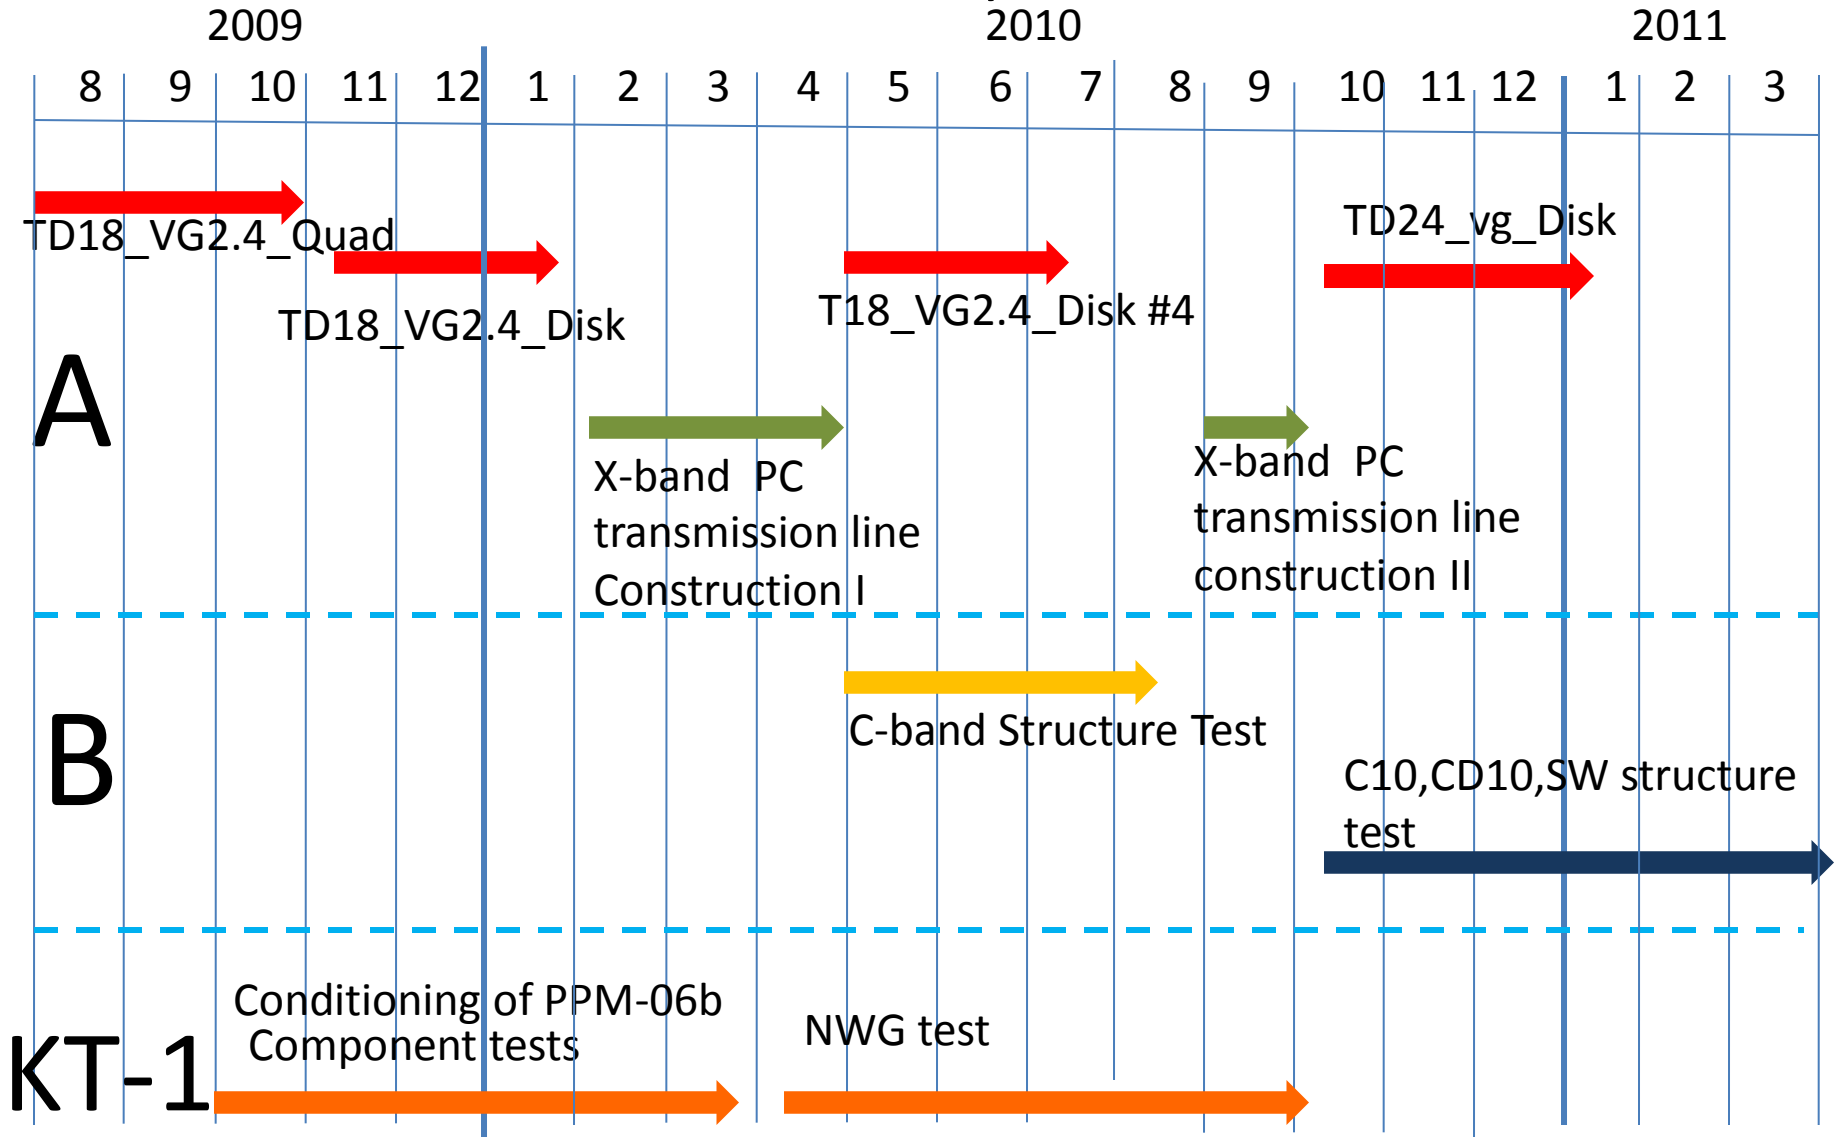 2009 2010 2011
8 9 10 11 12 1 2 3 4 5 6 7 8 9 10 11 12 1 2 3
TD18_VG2.4_Quad
TD24_vg_Disk
TD18_VG2.4_Disk
T18_VG2.4_Disk #4
A
X-band PC
transmission line
Construction I
X-band PC
transmission line
construction II
B
C-band Structure Test
C10,CD10,SW structure
test
KT-1
Conditioning of PPM-06b
Component tests
NWG test